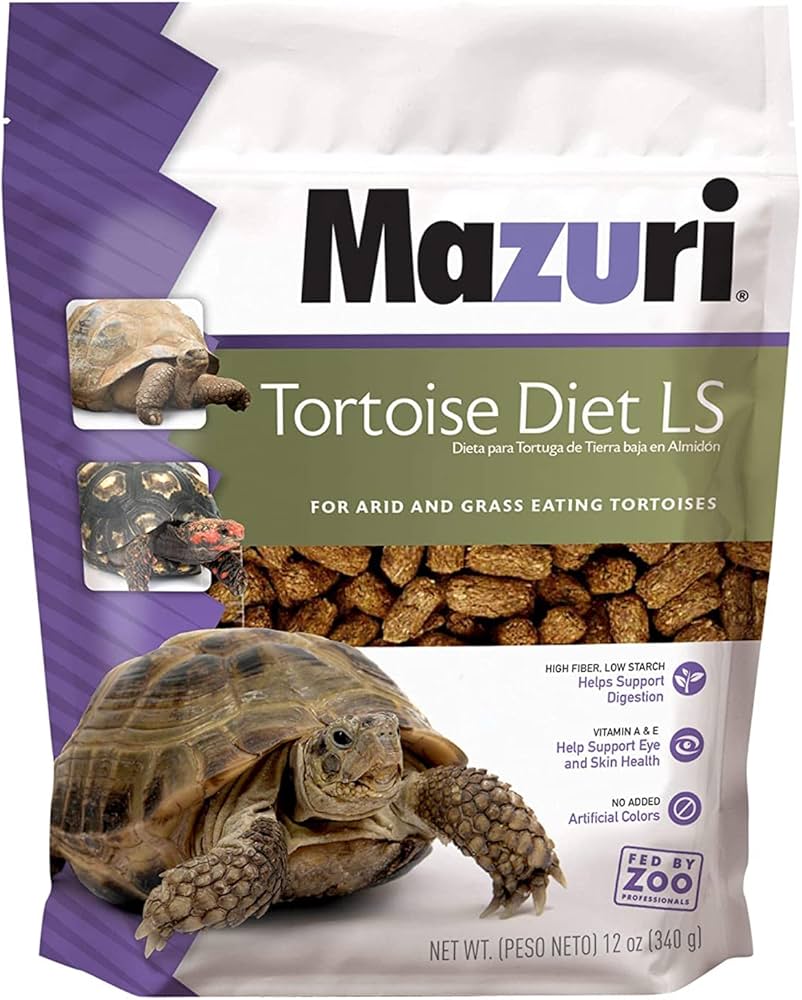 Mazuri®
Tortoise Diet LS
Dieta para Tortuga de Tierra baja en Almidón
FOR ARID AND GRASS EATING TORTOISES
HIGH FIBER, LOW STARCH
Helps Support
Digestion
VITAMIN A & E
Help Support Eye
and Skin Health
NO ADDED
Artificial Colors
FED BY
ZOO
PROFESSIONALS
NET WT. (PESO NETO) 12 oz (340 g)